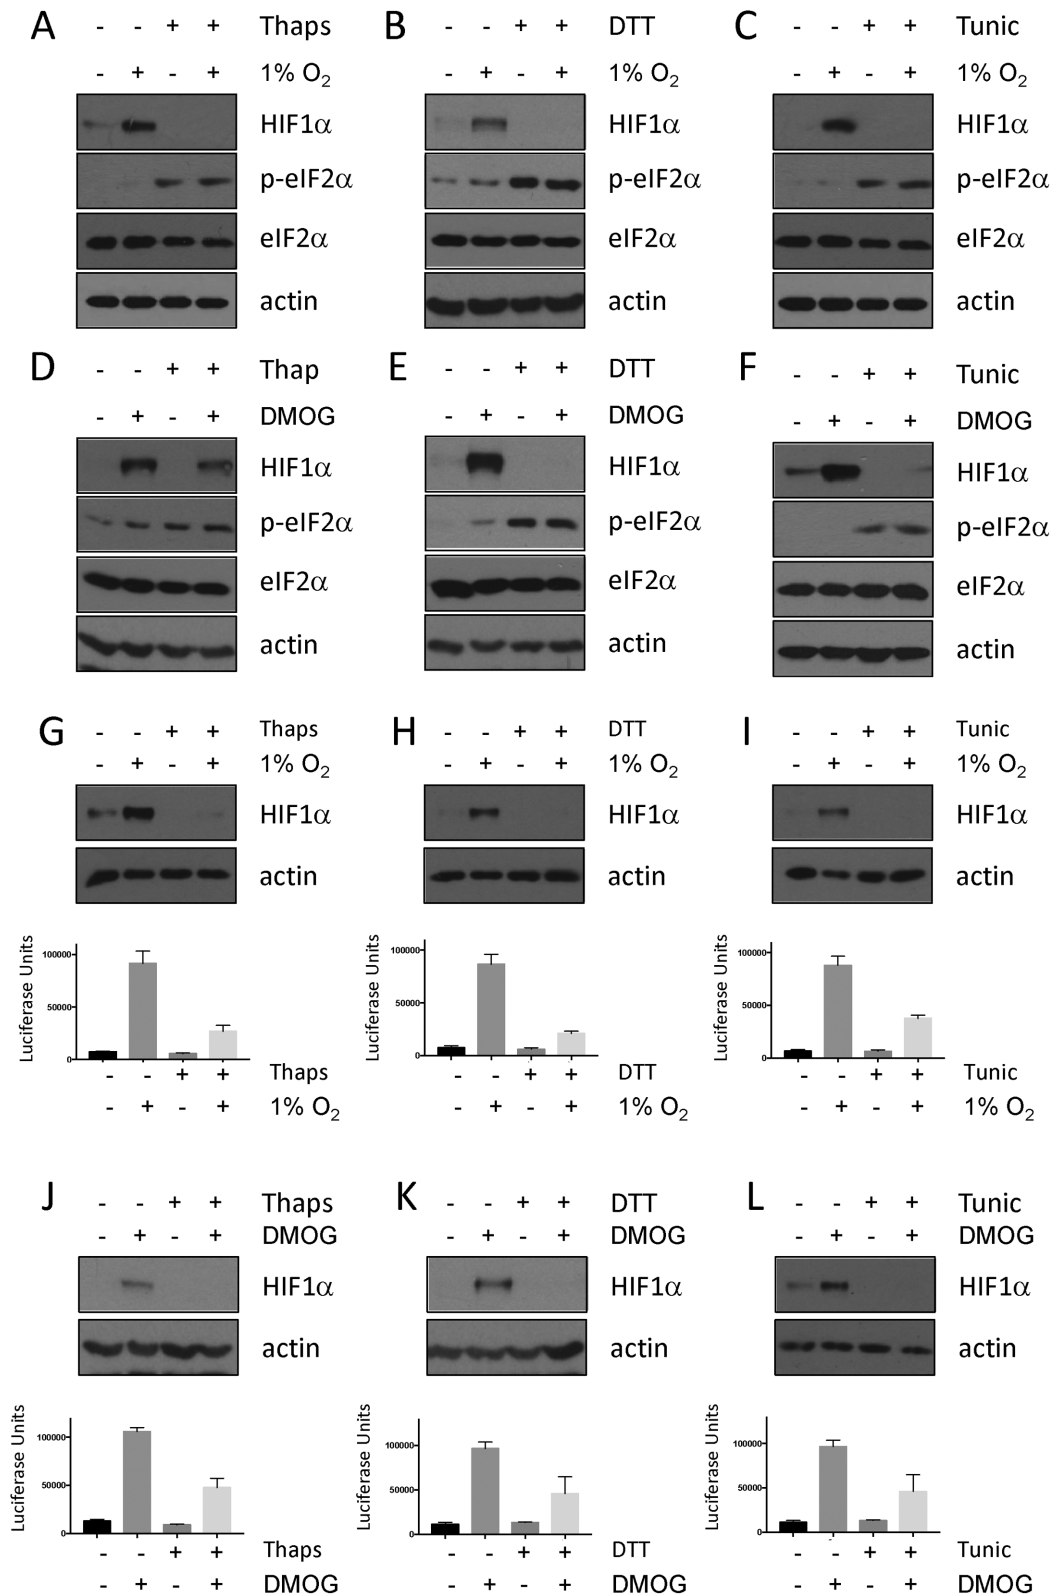 A - - + + Thaps B - - + + DTT C - - + + Tunic
- + - + 1% O2 - + - + 1% O2 - + - + 1% O2
HIF1α HIF1α HIF1α
p-eIF2α p-eIF2α p-eIF2α
eIF2α eIF2α eIF2α
actin actin actin
D - - + + Thap E - - + + DTT F - - + + Tunic
- + - + DMOG - + - + DMOG - + - + DMOG
HIF1α HIF1α HIF1α
p-eIF2α p-eIF2α p-eIF2α
eIF2α eIF2α eIF2α
actin actin actin
G - - + + Thaps H - - + + DTT I - - + + Tunic
- + - + 1% O2 - + - + 1% O2 - + - + 1% O2
HIF1α HIF1α HIF1α
actin actin actin
Luciferase Units Luciferase Units Luciferase Units
100000 100000 100000
50000 50000 50000
0 0 0
- - + + Thaps - - + + DTT - - + + Tunic
- + - + 1% O2 - + - + 1% O2 - + - + 1% O2
J - - + + Thaps K - - + + DTT L - - + + Tunic
- + - + DMOG - + - + DMOG - + - + DMOG
HIF1α HIF1α HIF1α
actin actin actin
Luciferase Units Luciferase Units Luciferase Units
100000 100000 100000
50000 50000 50000
0 0 0
- - + + Thaps - - + + DTT - - + + Tunic
- + - + DMOG - + - + DMOG - + - + DMOG